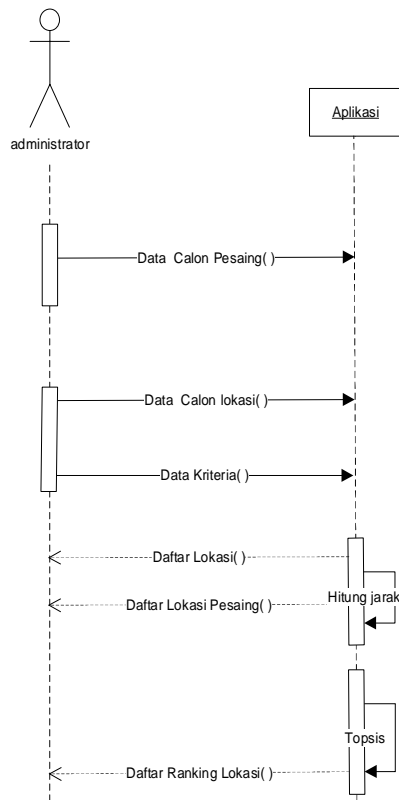 administrator
Aplikasi
Data Calon Pesaing( )
Data Calon lokasi( )
Data Kriteria( )
Daftar Lokasi( )
Hitung jarak
Daftar Lokasi Pesaing( )
Topsis
Daftar Ranking Lokasi( )